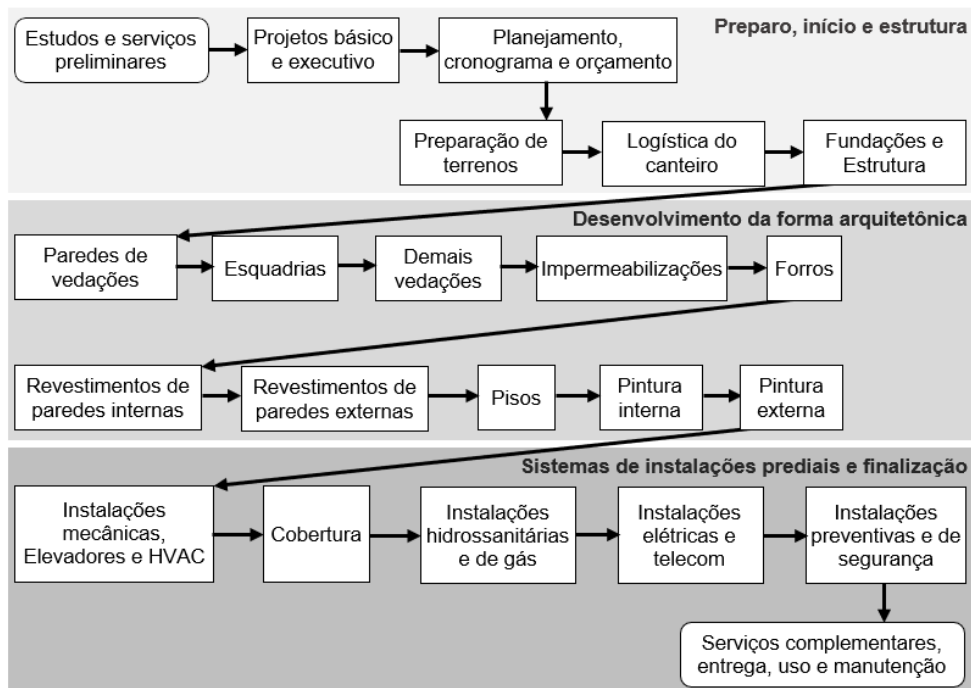 Preparo, início e estrutura
Estudos e serviços
preliminares
Projetos básico
e executivo
Planejamento,
cronograma e orçamento
Preparação de
terrenos
Logística do
canteiro
Fundações e
Estrutura
Desenvolvimento da forma arquitetônica
Paredes de
vedações
Esquadrias
Demais
vedações
Impermeabilizações
Forros
Revestimentos de
paredes internas
Revestimentos de
paredes externas
Pisos
Pintura
interna
Pintura
externa
Sistemas de instalações prediais e finalização
Instalações
mecânicas,
Elevadores e HVAC
Cobertura
Instalações
hidrossanitárias
e de gás
Instalações
elétricas e
telecom
Instalações
preventivas e de
segurança
Serviços complementares,
entrega, uso e manutenção